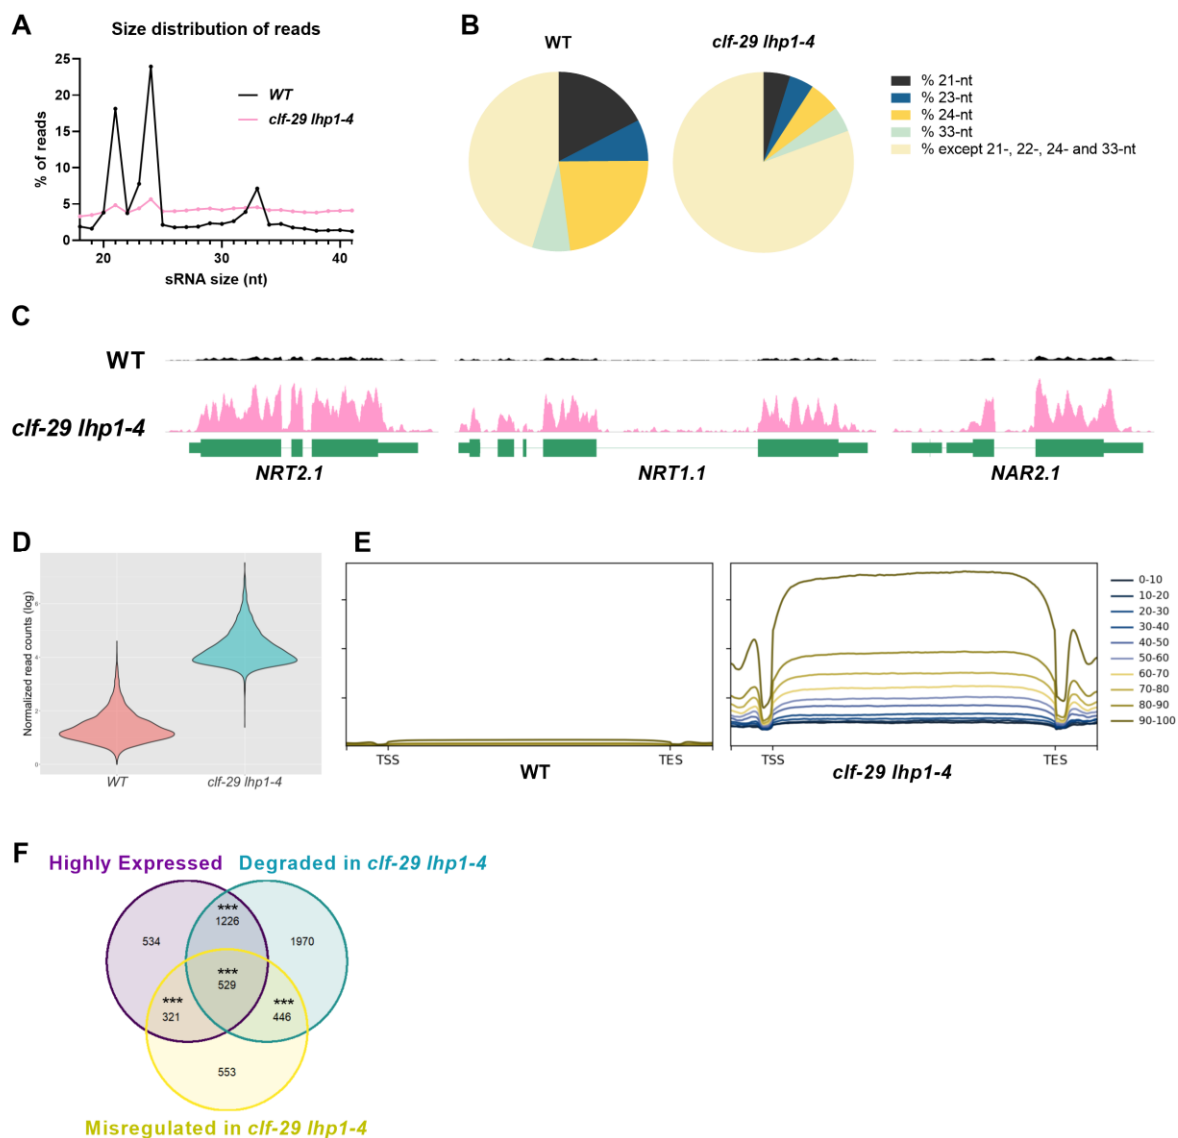 A
Size distribution of reads
25
20
15
10
5
0
% of reads
WT
clf-29 lhp1-4
20
30
40
sRNA size (nt)
B
WT
clf-29 lhp1-4
% 21-nt
% 23-nt
% 24-nt
% 33-nt
% except 21-, 22-, 24- and 33-nt
C
WT
clf-29 lhp1-4
NRT2.1
NRT1.1
NAR2.1
D
Normalized read counts (log)
6
4
2
0
WT
clf-29 lhp1-4
E
TSS
TES
WT
TSS
TES
clf-29 lhp1-4
0-10
10-20
20-30
30-40
40-50
50-60
60-70
70-80
80-90
90-100
F
Highly Expressed
Degraded in clf-29 lhp1-4
***
1226
534
1970
***
529
***
321
***
446
553
Misregulated in clf-29 lhp1-4